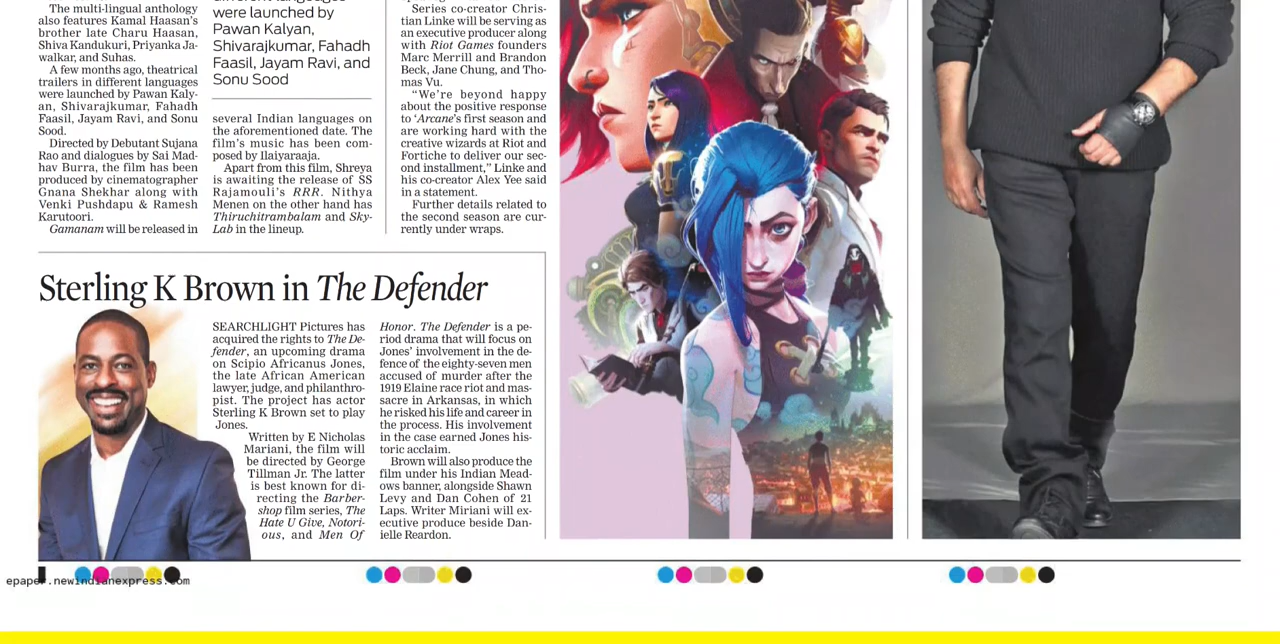 The multi-lingual anthology
also features Kamal Haasan's
brother late Charu Haasan,
Shiva Kandukuri, Priyanka Ja-
walkar, and Suhas.
A few months ago, theatrical
trailers in different languages
were launched by Pawan Kaly-
an, Shivarajkumar, Fahadh
Faasil, Jayam Ravi, and Sonu
Sood.
Directed by Debutant Sujana
Rao and dialogues by Sai Mad-
hav Burra, the film has been
produced by cinematographer
Gnana Shekhar along with
Venki Pushdapu & Ramesh
Karutoori.
Gamanam will be released in
were launched by
Pawan Kalyan,
Shivarajkumar, Fahadh
Faasil, Jayam Ravi, and
Sonu Sood
several Indian languages on
the aforementioned date. The
film's music has been com-
posed by Ilaiyaraaja.
Apart from this film, Shreya
is awaiting the release of SS
Rajamouli's RRR. Nithya
Menen on the other hand has
Thiruchitrambalam and Sky-
Lab in the lineup.
Series co-creator Chris-
tian Linke will be serving as
an executive producer along
with Riot Games founders
Marc Merrill and Brandon
Beck, Jane Chung, and Tho-
mas Vu.
“We're beyond happy
about the positive response
to ‘Arcane’s first season and
are working hard with the
creative wizards at Riot and
Fortiche to deliver our sec-
ond installment,” Linke and
his co-creator Alex Yee said
in a statement.
Further details related to
the second season are cur-
rently under wraps.
Sterling K Brown in The Defender
SEARCHLIGHT Pictures has
acquired the rights to The De-
fender, an upcoming drama
on Scipio Africanus Jones,
the late African American
lawyer, judge, and philanthro-
pist. The project has actor
Sterling K Brown set to play
Jones.
Written by E Nicholas
Mariani, the film will
be directed by George
Tillman Jr. The latter
is best known for di-
recting the Barber-
shop film series, The
Hate U Give, Notori-
ous, and Men Of
Honor. The Defender is a pe-
riod drama that will focus on
Jones' involvement in the de-
fence of the eighty-seven men
accused of murder after the
1919 Elaine race riot and mas-
sacre in Arkansas, in which
he risked his life and career in
the process. His involvement
in the case earned Jones his-
toric acclaim.
Brown will also produce the
film under his Indian Mead-
ows banner, alongside Shawn
Levy and Dan Cohen of 21
Laps. Writer Miriani will ex-
ecutive produce beside Dan-
ielle Reardon.
epaper.newindianexpress.com